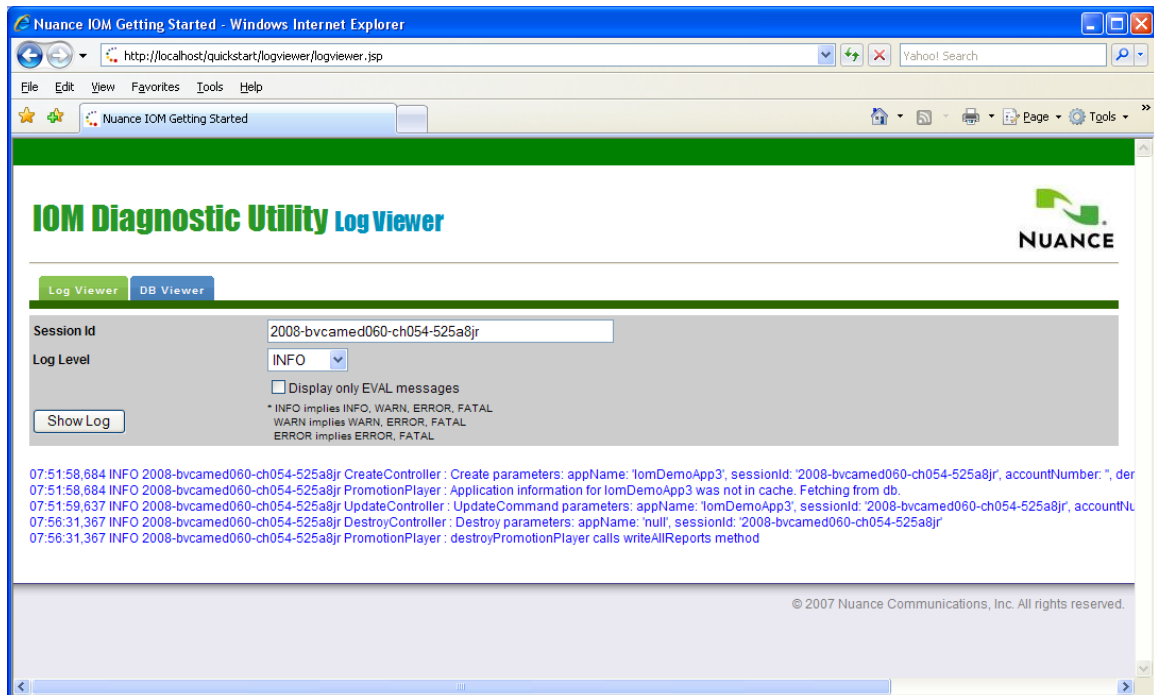 Nuance IOM Getting Started - Windows Internet Explorer
http://localhost/quickstart/logviewer/logviewer.jsp
Yahoo! Search
File Edit View Favorites Tools Help
Nuance IOM Getting Started
Page Tools »
IOM Diagnostic Utility Log Viewer
NUANCE
Log Viewer DB Viewer
Session Id 2008-bvcamed060-ch054-525a8jr
Log Level INFO
Display only EVAL messages
* INFO implies INFO, WARN, ERROR, FATAL
WARN implies WARN, ERROR, FATAL
ERROR implies ERROR, FATAL
Show Log
07:51:58,684 INFO 2008-bvcamed060-ch054-525a8jr CreateController : Create parameters: appName: 'IomDemoApp3', sessionId: '2008-bvcamed060-ch054-525a8jr', accountNumber: '', der
07:51:58,684 INFO 2008-bvcamed060-ch054-525a8jr PromotionPlayer : Application information for IomDemoApp3 was not in cache. Fetching from db.
07:51:59,637 INFO 2008-bvcamed060-ch054-525a8jr UpdateController : UpdateCommand parameters: appName: 'IomDemoApp3', sessionId: '2008-bvcamed060-ch054-525a8jr', accountNu
07:56:31,367 INFO 2008-bvcamed060-ch054-525a8jr DestroyController : Destroy parameters: appName: 'null', sessionId: '2008-bvcamed060-ch054-525a8jr'
07:56:31,367 INFO 2008-bvcamed060-ch054-525a8jr PromotionPlayer : destroyPromotionPlayer calls writeAllReports method
© 2007 Nuance Communications, Inc. All rights reserved.